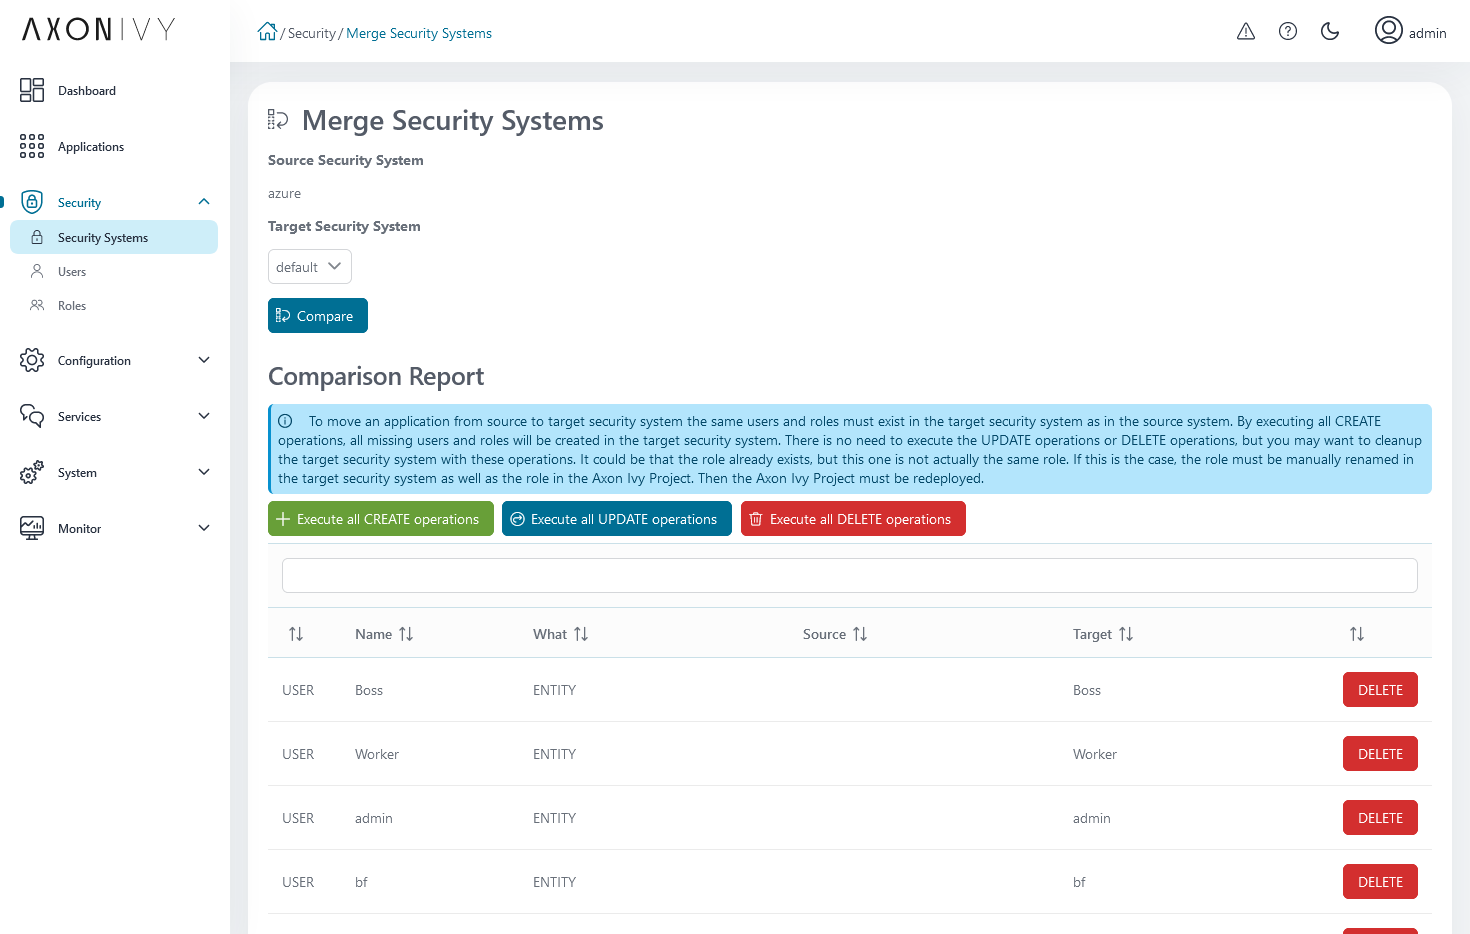 AXONIVY
/ Security / Merge Security Systems
admin
Dashboard
Applications
Security
Security Systems
Users
Roles
Configuration
Services
System
Monitor
Merge Security Systems
Source Security System
azure
Target Security System
default
Compare
Comparison Report
To move an application from source to target security system the same users and roles must exist in the target security system as in the source system. By executing all CREATE
operations, all missing users and roles will be created in the target security system. There is no need to execute the UPDATE operations or DELETE operations, but you may want to cleanup
the target security system with these operations. It could be that the role already exists, but this one is not actually the same role. If this is the case, the role must be manually renamed in
the target security system as well as the role in the Axon Ivy Project. Then the Axon Ivy Project must be redeployed.
Execute all CREATE operations Execute all UPDATE operations Execute all DELETE operations
Name What Source Target
USER Boss ENTITY Boss DELETE
USER Worker ENTITY Worker DELETE
USER admin ENTITY admin DELETE
USER bf ENTITY bf DELETE